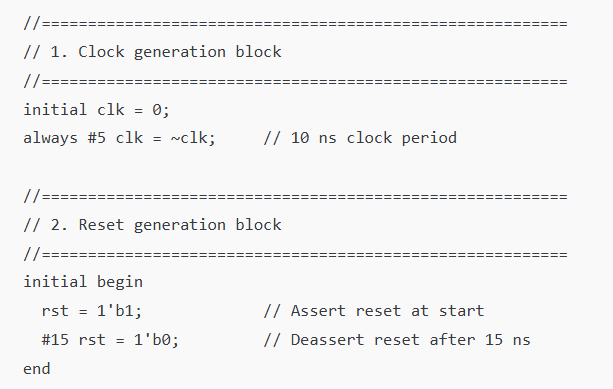 //=========================================================
// 1. Clock generation block
//=========================================================
initial clk = 0;
always #5 clk = ~clk;     // 10 ns clock period
//=========================================================
// 2. Reset generation block
//=========================================================
initial begin
  rst = 1'b1;             // Assert reset at start
  #15 rst = 1'b0;         // Deassert reset after 15 ns
end